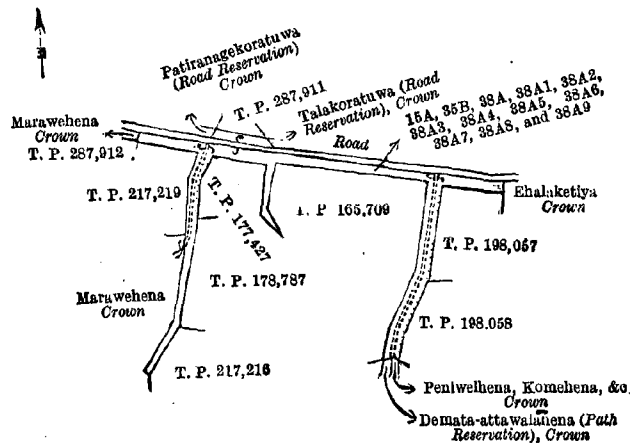 Patiranagekoratuwa
(Road Reservation)
Crown
T. P. 287,911
Talakoratuwa (Road
Reservation), Crown
Road
15A, 35B, 38A, 38A1, 38A2,
38A3, 38A4, 38A5, 38A6,
38A7, 38A8, and 38A9
Marawehena
Crown
T. P. 287,912
T. P. 217,219
T. P. 177,427
T. P 165,709
Ehalaketiya
Crown
T. P. 198,057
T. P. 178,787
Marawehena
Crown
T. P. 198.058
T. P. 217,216
Peniwelhena, Komehena, &c,
Crown
Demata-attawalahena (Path
Reservation), Crown